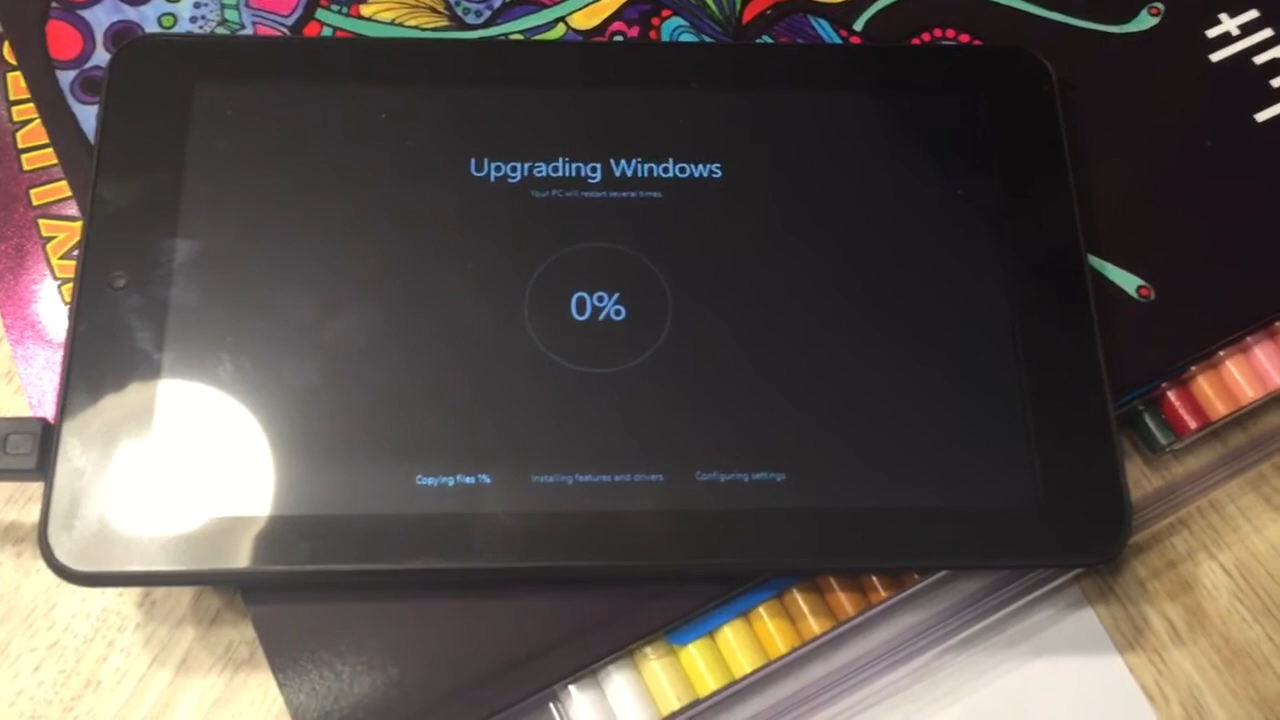 Upgrading Windows
Your PC will restart several times.
0%
Copying files 1%
Installing features and drivers
Configuring settings